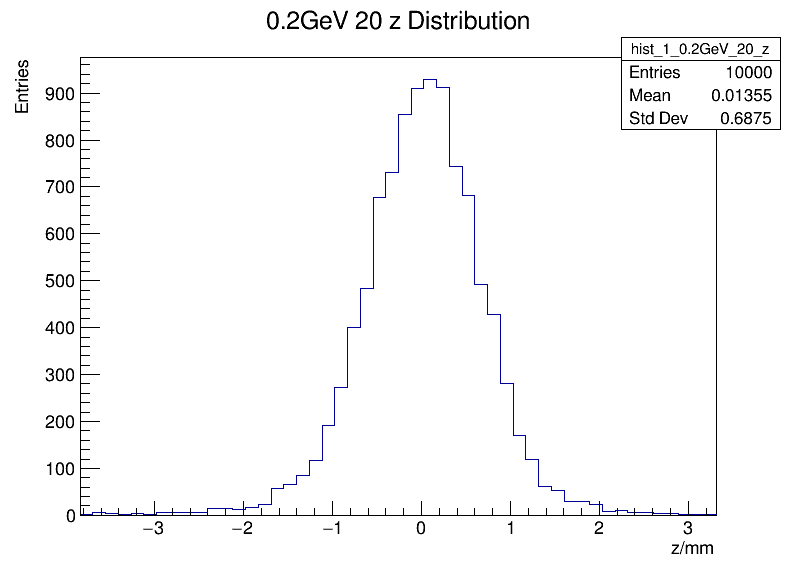 0.2GeV 20 z Distribution
hist_1_0.2GeV_20_z
Entries 10000
Mean 0.01355
Std Dev 0.6875
Entries
900
800
700
600
500
400
300
200
100
0
−3 −2 −1 0 1 2 3
z/mm